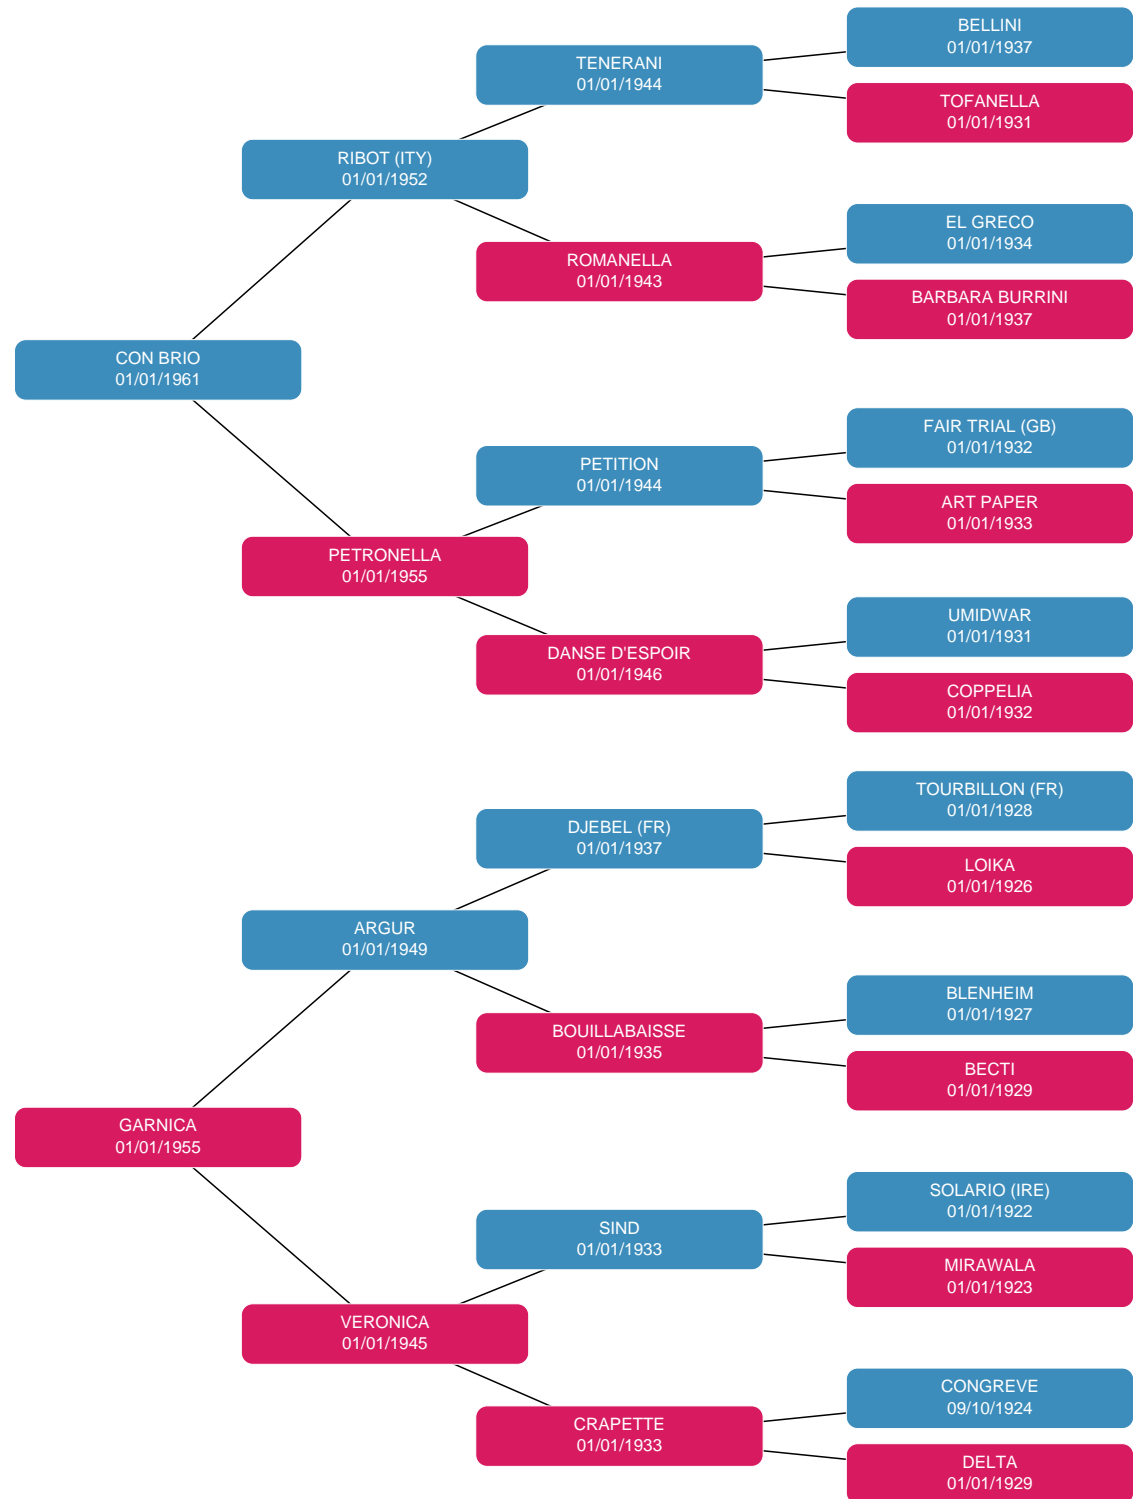 BELLINI
01/01/1937
TENERANI
01/01/1944
TOFANELLA
01/01/1931
RIBOT (ITY)
01/01/1952
EL GRECO
01/01/1934
ROMANELLA
01/01/1943
BARBARA BURRINI
01/01/1937
CON BRIO
01/01/1961
FAIR TRIAL (GB)
01/01/1932
PETITION
01/01/1944
ART PAPER
01/01/1933
PETRONELLA
01/01/1955
UMIDWAR
01/01/1931
DANSE D'ESPOIR
01/01/1946
COPPELIA
01/01/1932
TOURBILLON (FR)
01/01/1928
DJEBEL (FR)
01/01/1937
LOIKA
01/01/1926
ARGUR
01/01/1949
BLENHEIM
01/01/1927
BOUILLABAISSE
01/01/1935
BECTI
01/01/1929
GARNICA
01/01/1955
SOLARIO (IRE)
01/01/1922
SIND
01/01/1933
MIRAWALA
01/01/1923
VERONICA
01/01/1945
CONGREVE
09/10/1924
CRAPETTE
01/01/1933
DELTA
01/01/1929